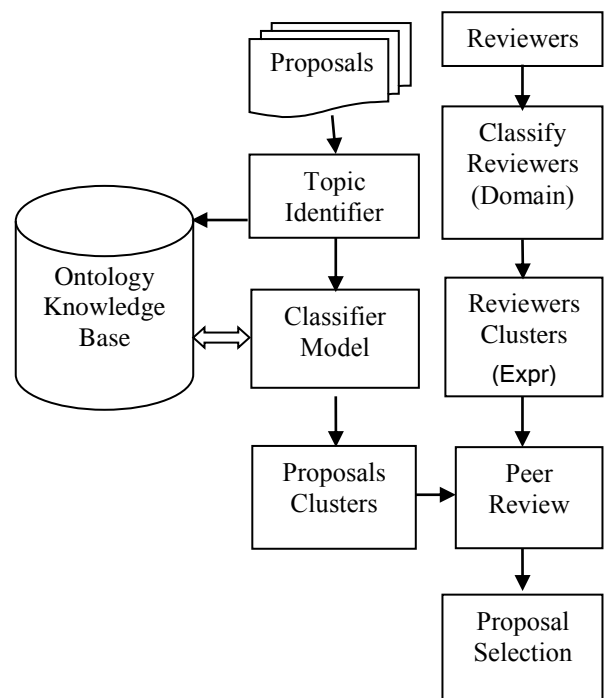 Proposals
Reviewers
Topic
Identifier
Classify
Reviewers
(Domain)
Ontology
Knowledge
Base
Classifier
Model
Reviewers
Clusters
(Expr)
Proposals
Clusters
Peer
Review
Proposal
Selection